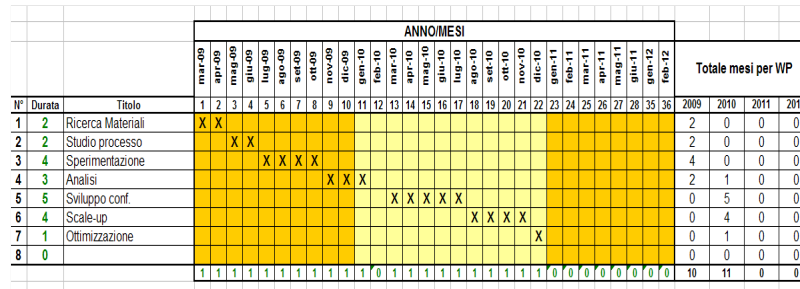 ANNO/MESI
mar-09 apr-09 mag-09 giu-09 lug-09 ago-09 set-09 ott-09 nov-09 dic-09 gen-10 feb-10 mar-10 apr-10 mag-10 giu-10 lug-10 ago-10 set-10 ott-10 nov-10 dic-10 gen-11 feb-11 mar-11 apr-11 mag-11 giu-11 gen-12 feb-12 Totale mesi per WP
N° Durata Titolo 1 2 3 4 5 6 7 8 9 10 11 12 13 14 15 16 17 18 19 20 21 22 23 24 25 26 27 28 35 36 2009 2010 2011 201
1 2 Ricerca Materiali X X 2 0 0 0
2 2 Studio processo X X 2 0 0 0
3 4 Sperimentazione X X X X 4 0 0 0
4 3 Analisi X X X 2 1 0 0
5 5 Sviluppo conf. X X X X X 0 5 0 0
6 4 Scale-up X X X X 0 4 0 0
7 1 Ottimizzazione X 0 1 0 0
8 0 0 0 0 0
1 1 1 1 1 1 1 1 1 1 1 0 1 1 1 1 1 1 1 1 1 1 0 0 0 0 0 0 0 0 10 11 0 0